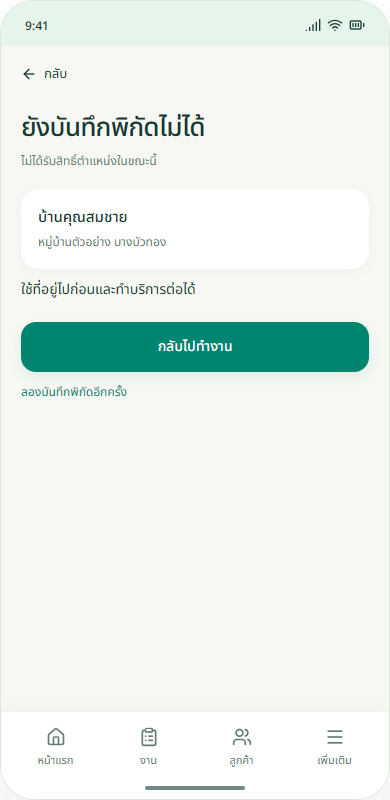 9:41
กลับ
ยังบันทึกพิกัดไม่ได้
ไม่ได้รับสิทธิ์ตำแหน่งในขณะนี้
บ้านคุณสมชาย
หมู่บ้านตัวอย่าง บางบัวทอง
ใช้ที่อยู่ไปก่อนและทำบริการต่อได้
กลับไปทำงาน
ลองบันทึกพิกัดอีกครั้ง
หน้าแรก
งาน
ลูกค้า
เพิ่มเติม